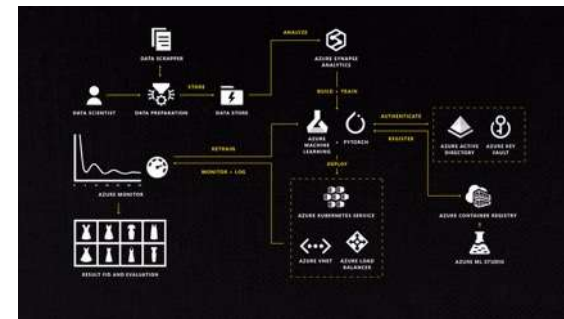 ANALYZE
DATA SCRAPPER
AZURE SYNAPSE
ANALYTICS
STORE
BUILD + TRAIN
DATA SCIENTIST
DATA PREPARATION
DATA STORE
AUTHENTICATE
RETRAIN
AZURE
MACHINE
LEARNING
PYTORCH
REGISTER
AZURE ACTIVE
DIRECTORY
AZURE KEY
VAULT
MONITOR + LOG
DEPLOY
AZURE MONITOR
AZURE KUBERNETES SERVICE
AZURE CONTAINER REGISTRY
AZURE VNET
AZURE LOAD
BALANCER
AZURE ML STUDIO
RESULT FID AND EVALUATION